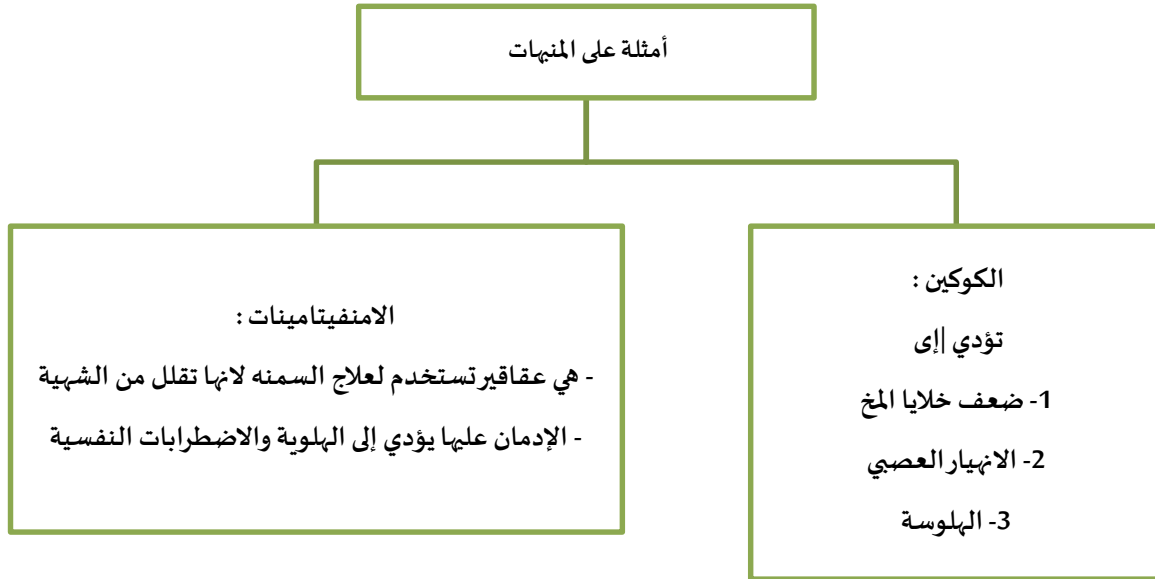 أمثلة على المنبهات
الكوكين :
تؤدي |إى
1- ضعف خلايا المخ
2- الانهيار العصبي
3- الهلوسة
الامنفيتامينات :
- هي عقاقير تستخدم لعلاج السمنه لانها تقلل من الشهية
- الإدمان عليها يؤدي إلى الهلوية والاضطرابات النفسية